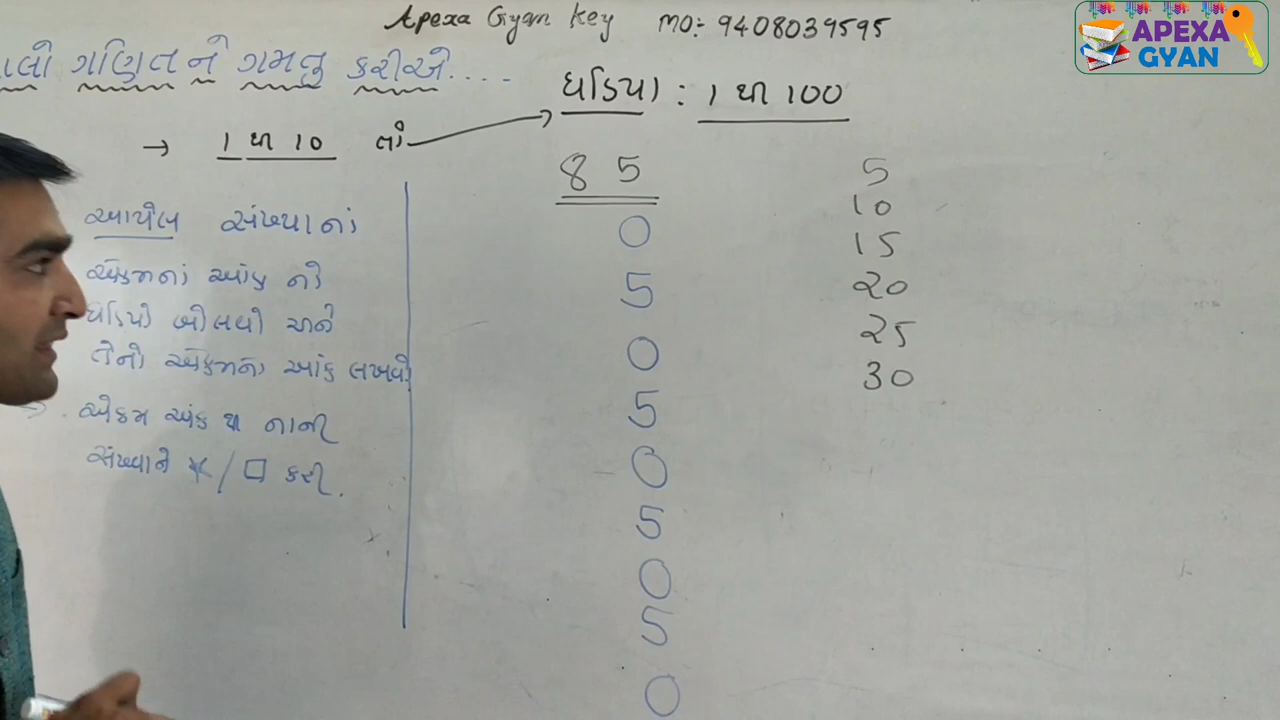 Apexa Gyan Key MO:- 9408039595
APEXA
GYAN
ગણિત ને ગમતુ કરીએ....
ઘડિયા : 1 થી 100
→ 1 થી 10 નો
આપેલ સંખ્યાનાં
એકમનાં આંક નો
ઘડિયો બોલવો અને
તેનો એકમનો આંક લખવો
→ એકમ અંક થી નાની
સંખ્યાને */□ કરી.
85
0
5
0
5
0
5
0
5
0
5
10
15
20
25
30